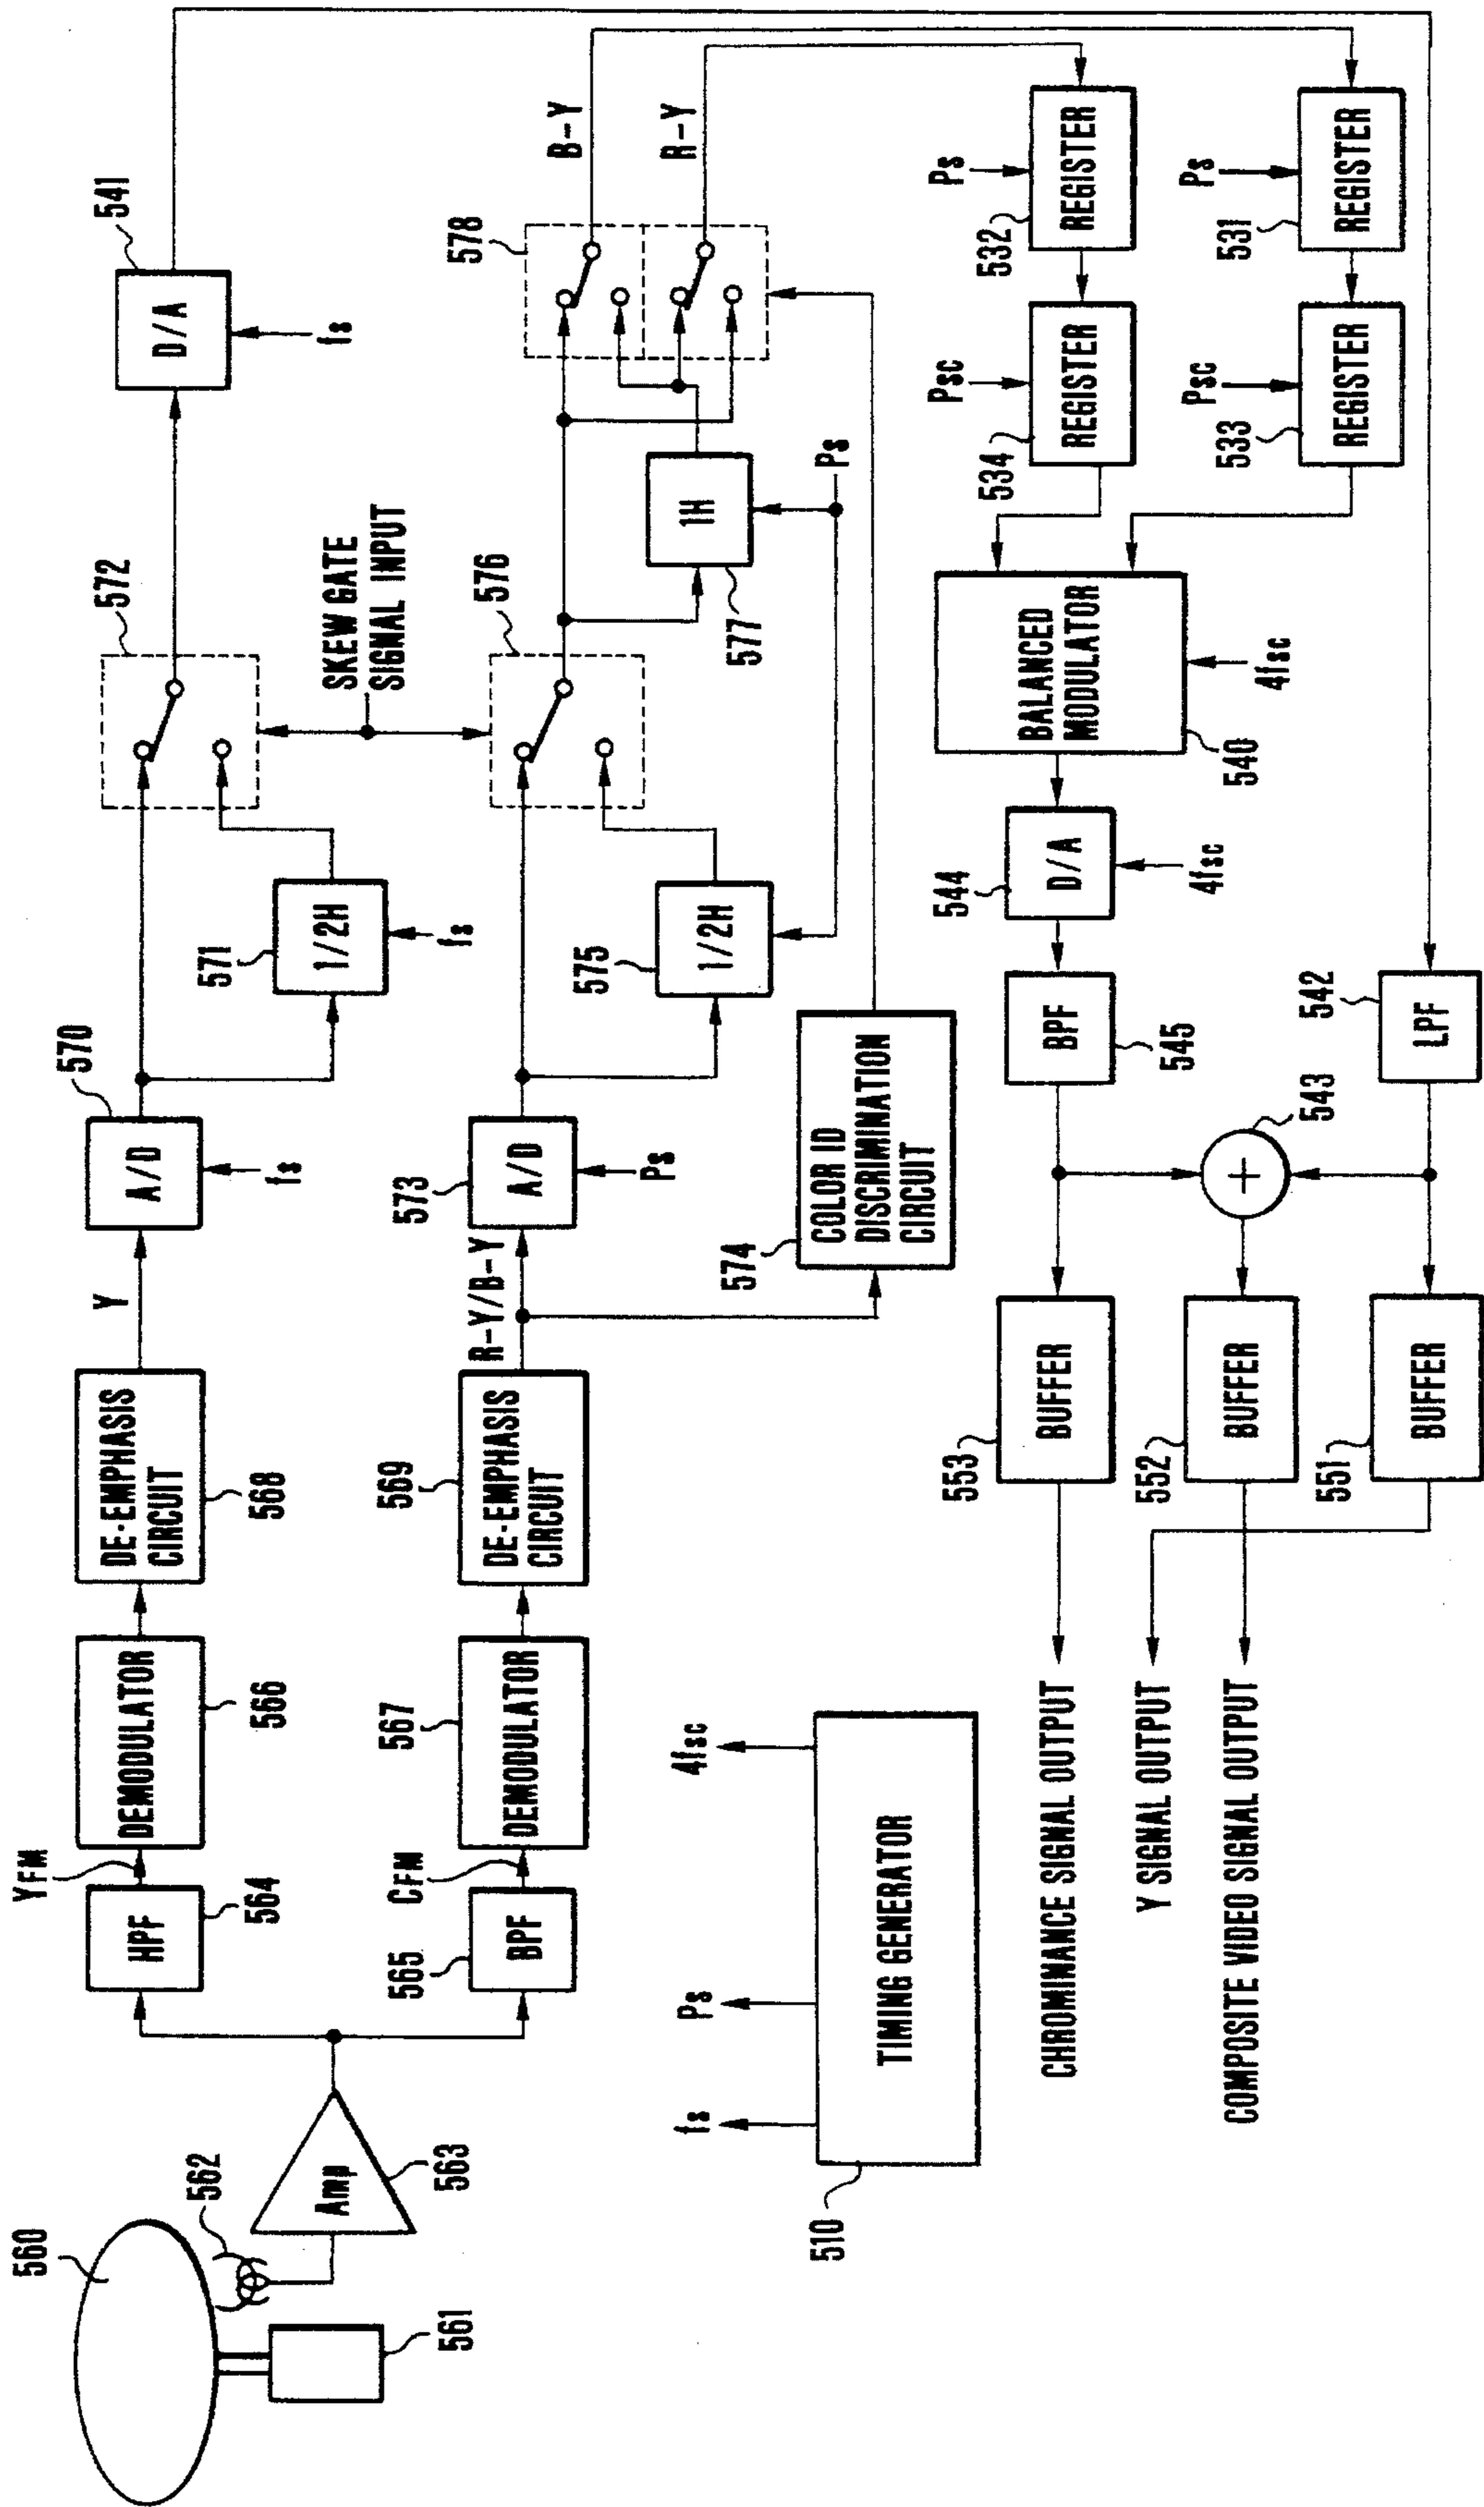 560
561
562
Amp
563
HPF
564
YFM
DEMODULATOR
566
DE-EMPHASIS
CIRCUIT
568
Y
A/D
570
fs
1/2H
571
fs
572
D/A
541
fs
SKEW GATE
SIGNAL INPUT
BPF
565
CFM
DEMODULATOR
567
DE-EMPHASIS
CIRCUIT
569
R-Y/B-Y
A/D
573
Ps
1/2H
575
576
1H
577
Ps
578
B-Y
R-Y
COLOR ID
DISCRIMINATION
CIRCUIT
574
TIMING GENERATOR
510
fs
Ps
4fsc
REGISTER
532
Ps
REGISTER
534
Psc
REGISTER
531
Ps
REGISTER
533
Psc
BALANCED
MODULATOR
540
4fsc
D/A
544
4fsc
BPF
545
LPF
542
+
543
BUFFER
553
BUFFER
552
BUFFER
551
CHROMINANCE SIGNAL OUTPUT
Y SIGNAL OUTPUT
COMPOSITE VIDEO SIGNAL OUTPUT